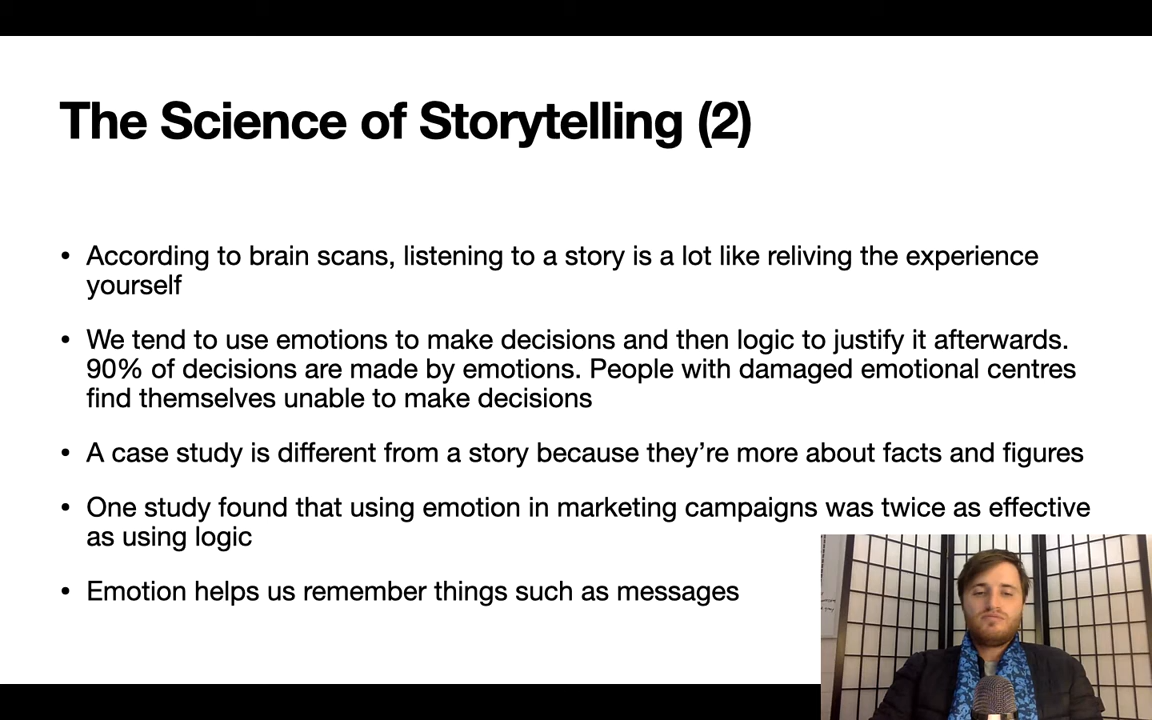 The Science of Storytelling (2)
• According to brain scans, listening to a story is a lot like reliving the experience
yourself
• We tend to use emotions to make decisions and then logic to justify it afterwards.
90% of decisions are made by emotions. People with damaged emotional centres
find themselves unable to make decisions
• A case study is different from a story because they’re more about facts and figures
• One study found that using emotion in marketing campaigns was twice as effective
as using logic
• Emotion helps us remember things such as messages